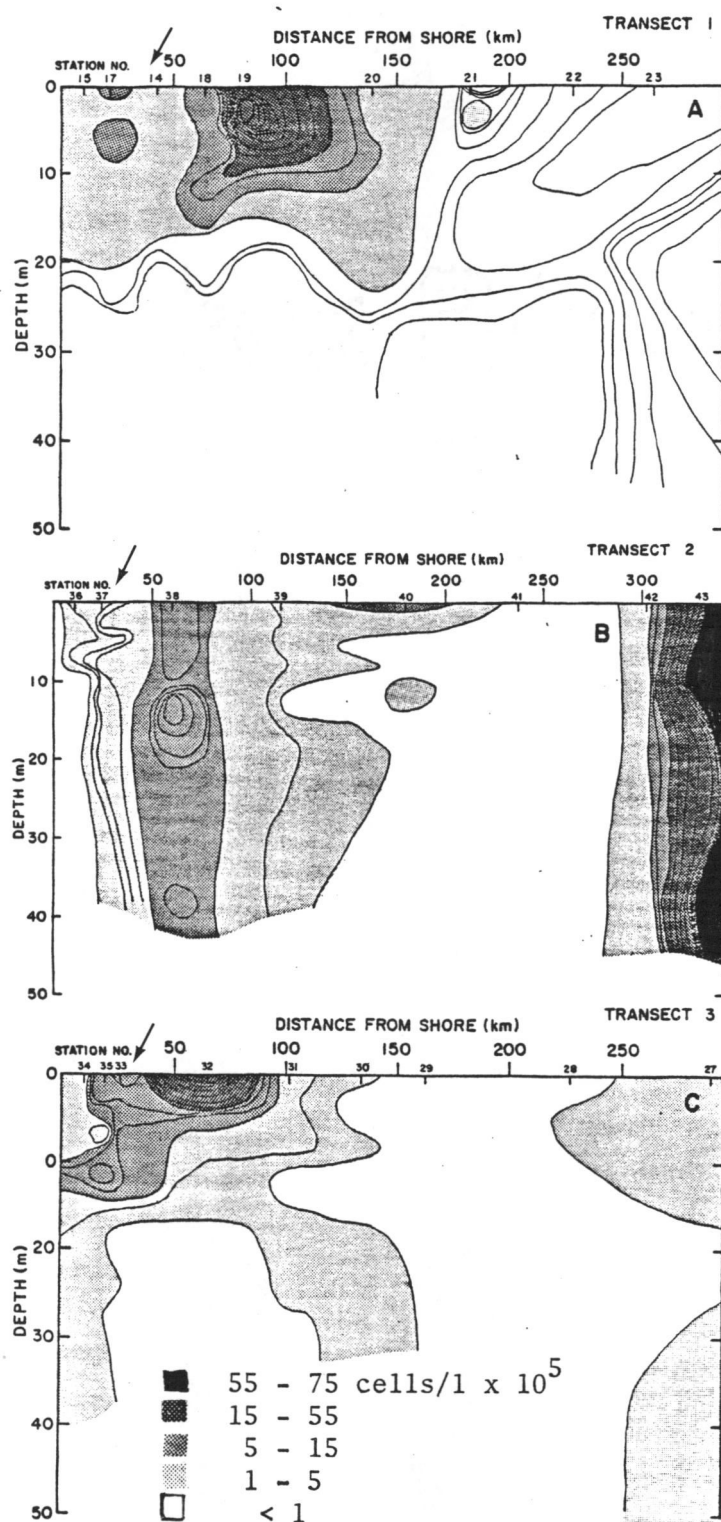 TRANSECT 1
DISTANCE FROM SHORE (km)
STATION NO.
50 100 150 200 250
15 17 14 18 19 20 21 22 23
A
0
10
20
30
40
50
DEPTH (m)
TRANSECT 2
DISTANCE FROM SHORE (km)
STATION NO.
50 100 150 200 250 300
36 37 38 39 40 41 42 43
B
10
20
30
40
50
DEPTH (m)
TRANSECT 3
DISTANCE FROM SHORE (km)
STATION NO.
50 100 150 200 250
34 35 33 32 31 30 29 28 27
C
0
0
20
30
40
50
DEPTH (m)
55 - 75 cells/l x 10^5
15 - 55
5 - 15
1 - 5
< 1